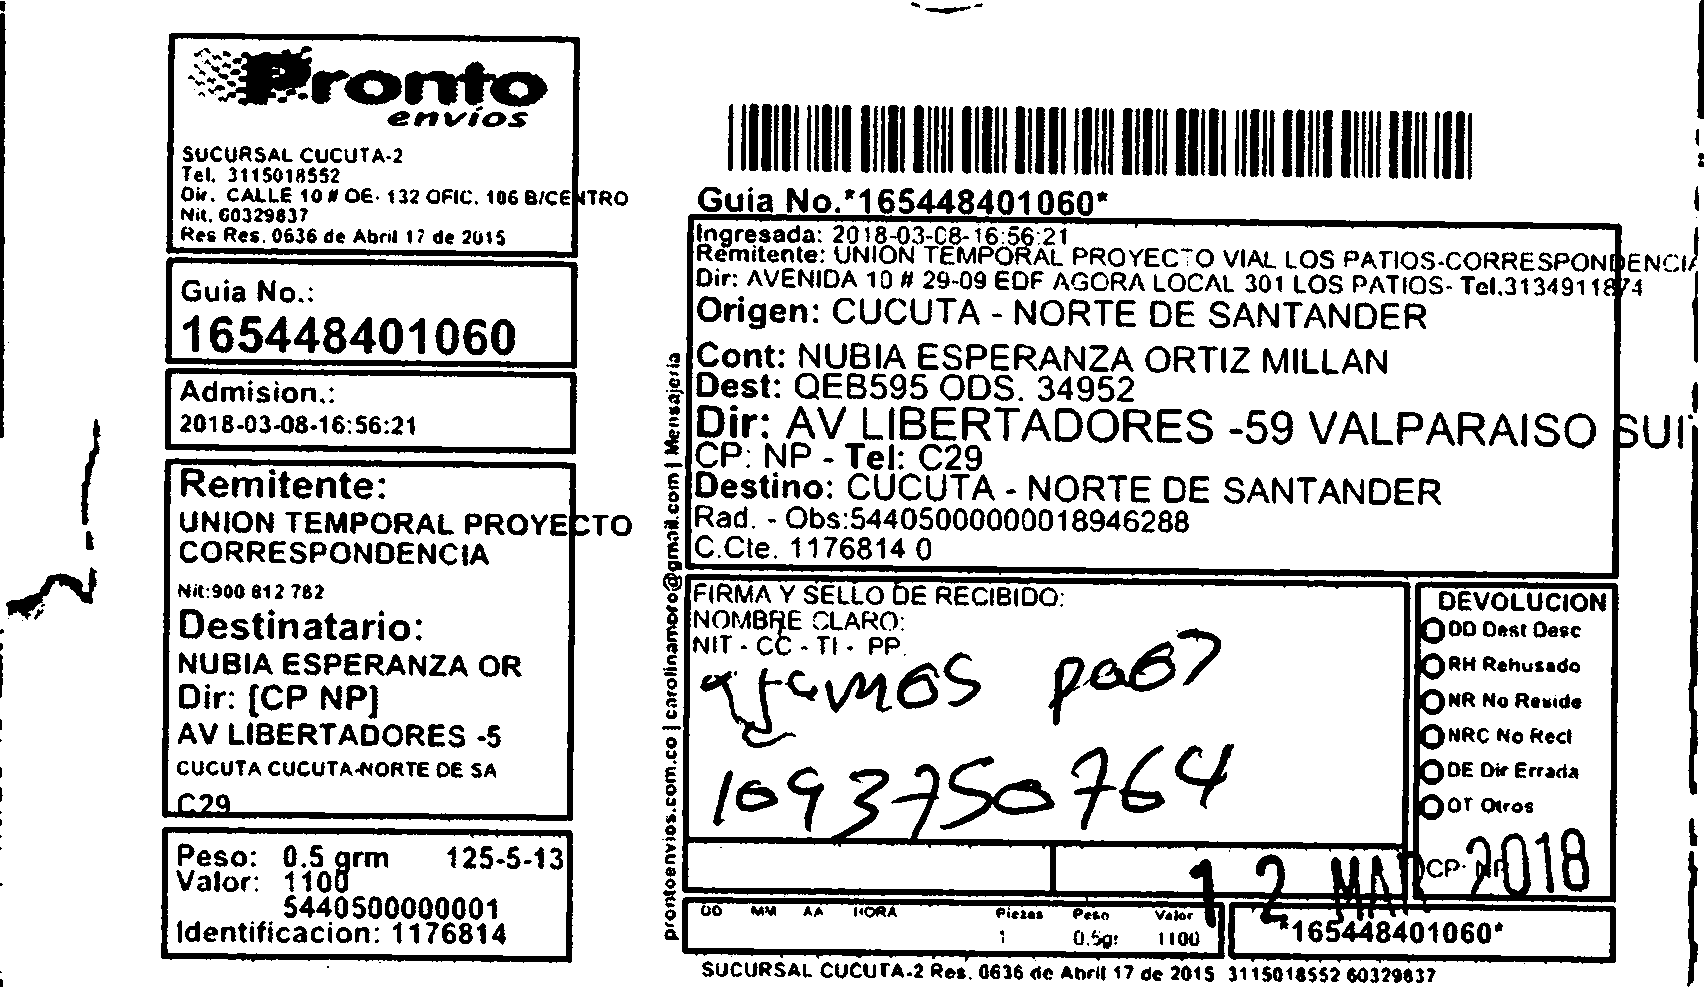 Pronto
envíos
SUCURSAL CUCUTA-2
Tel. 3115018552
Dir. CALLE 10 # OE- 132 OFIC. 106 B/CENTRO
Nit. 60329837
Res Res. 0636 de Abril 17 de 2015
Guia No.:
165448401060
Admision.:
2018-03-08-16:56:21
Remitente:
UNION TEMPORAL PROYECTO
CORRESPONDENCIA
Nit:900 812 782
Destinatario:
NUBIA ESPERANZA OR
Dir: [CP NP]
AV LIBERTADORES -5
CUCUTA CUCUTA-NORTE DE SA
C29
Peso: 0.5 grm 125-5-13
Valor: 1100
5440500000001
Identificacion: 1176814
prontoenvios.com.co | carolinamoro@gmail.com | Mensajeria
Guia No.*165448401060*
Ingresada: 2018-03-08-16:56:21
Remitente: UNION TEMPORAL PROYECTO VIAL LOS PATIOS-CORRESPONDENCIA
Dir: AVENIDA 10 # 29-09 EDF AGORA LOCAL 301 LOS PATIOS- Tel.3134911874
Origen: CUCUTA - NORTE DE SANTANDER
Cont: NUBIA ESPERANZA ORTIZ MILLAN
Dest: QEB595 ODS. 34952
Dir: AV LIBERTADORES -59 VALPARAISO SUI
CP: NP - Tel: C29
Destino: CUCUTA - NORTE DE SANTANDER
Rad. - Obs:54405000000018946288
C.Cte. 1176814 0
FIRMA Y SELLO DE RECIBIDO:
NOMBRE CLARO:
NIT - CC - TI - PP.
1093750764
DEVOLUCION
DD Dest Desc
RH Rehusado
NR No Reside
NRC No Recl
DE Dir Errada
OT Otros
CP: NP
12 MAR 2018
DD MM AA HORA Piezas Peso Valor
1 0.5gr 1100
*165448401060*
SUCURSAL CUCUTA-2 Res. 0636 de Abril 17 de 2015 3115018552 60329837